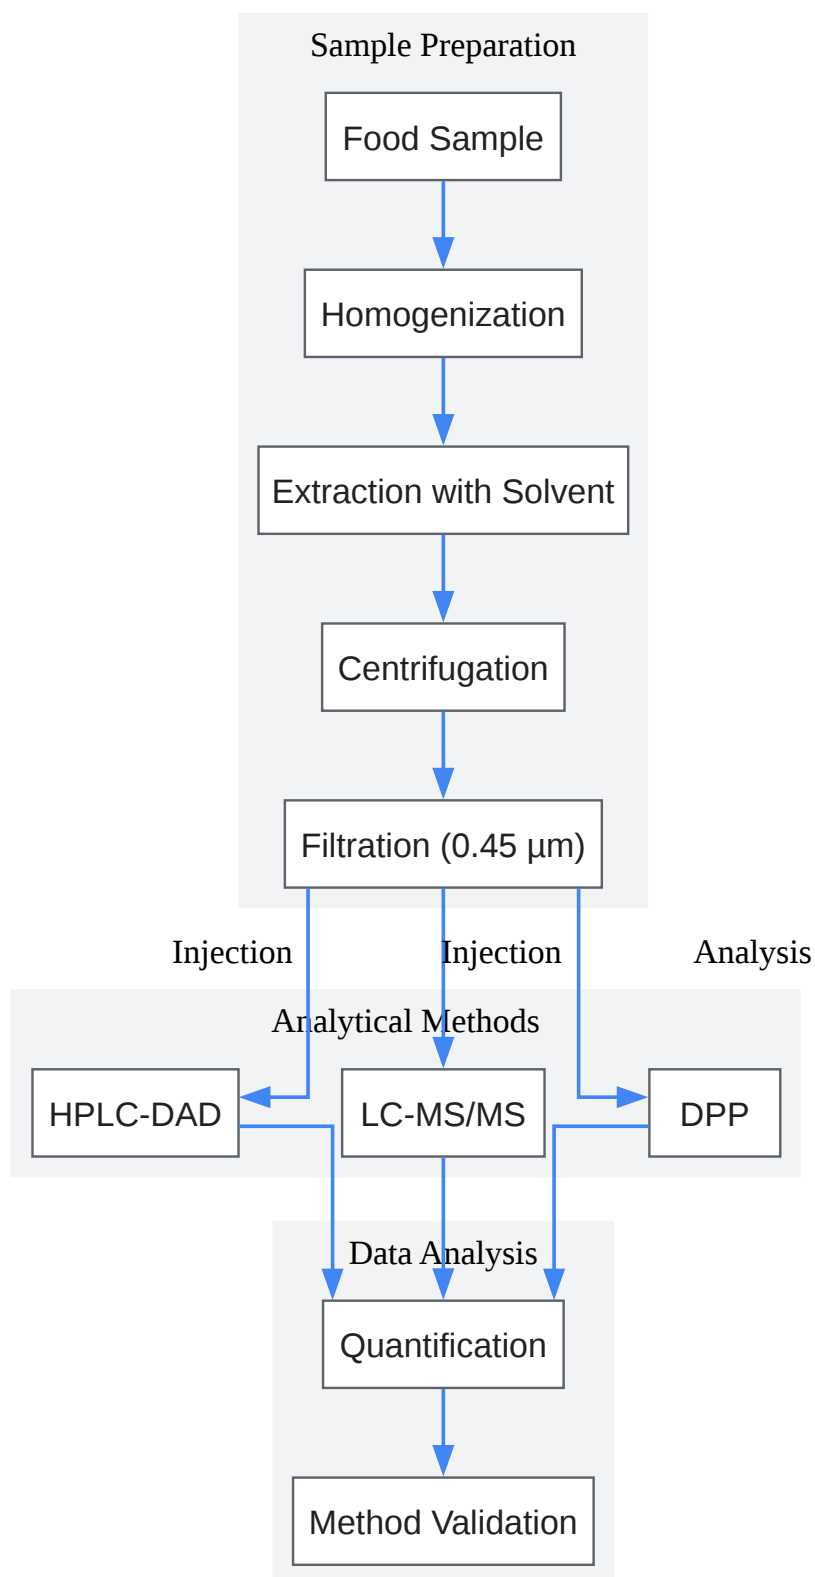 Sample Preparation
Food Sample
Homogenization
Extraction with Solvent
Centrifugation
Filtration (0.45 µm)
Injection
Injection
Analysis
Analytical Methods
HPLC-DAD
LC-MS/MS
DPP
Data Analysis
Quantification
Method Validation